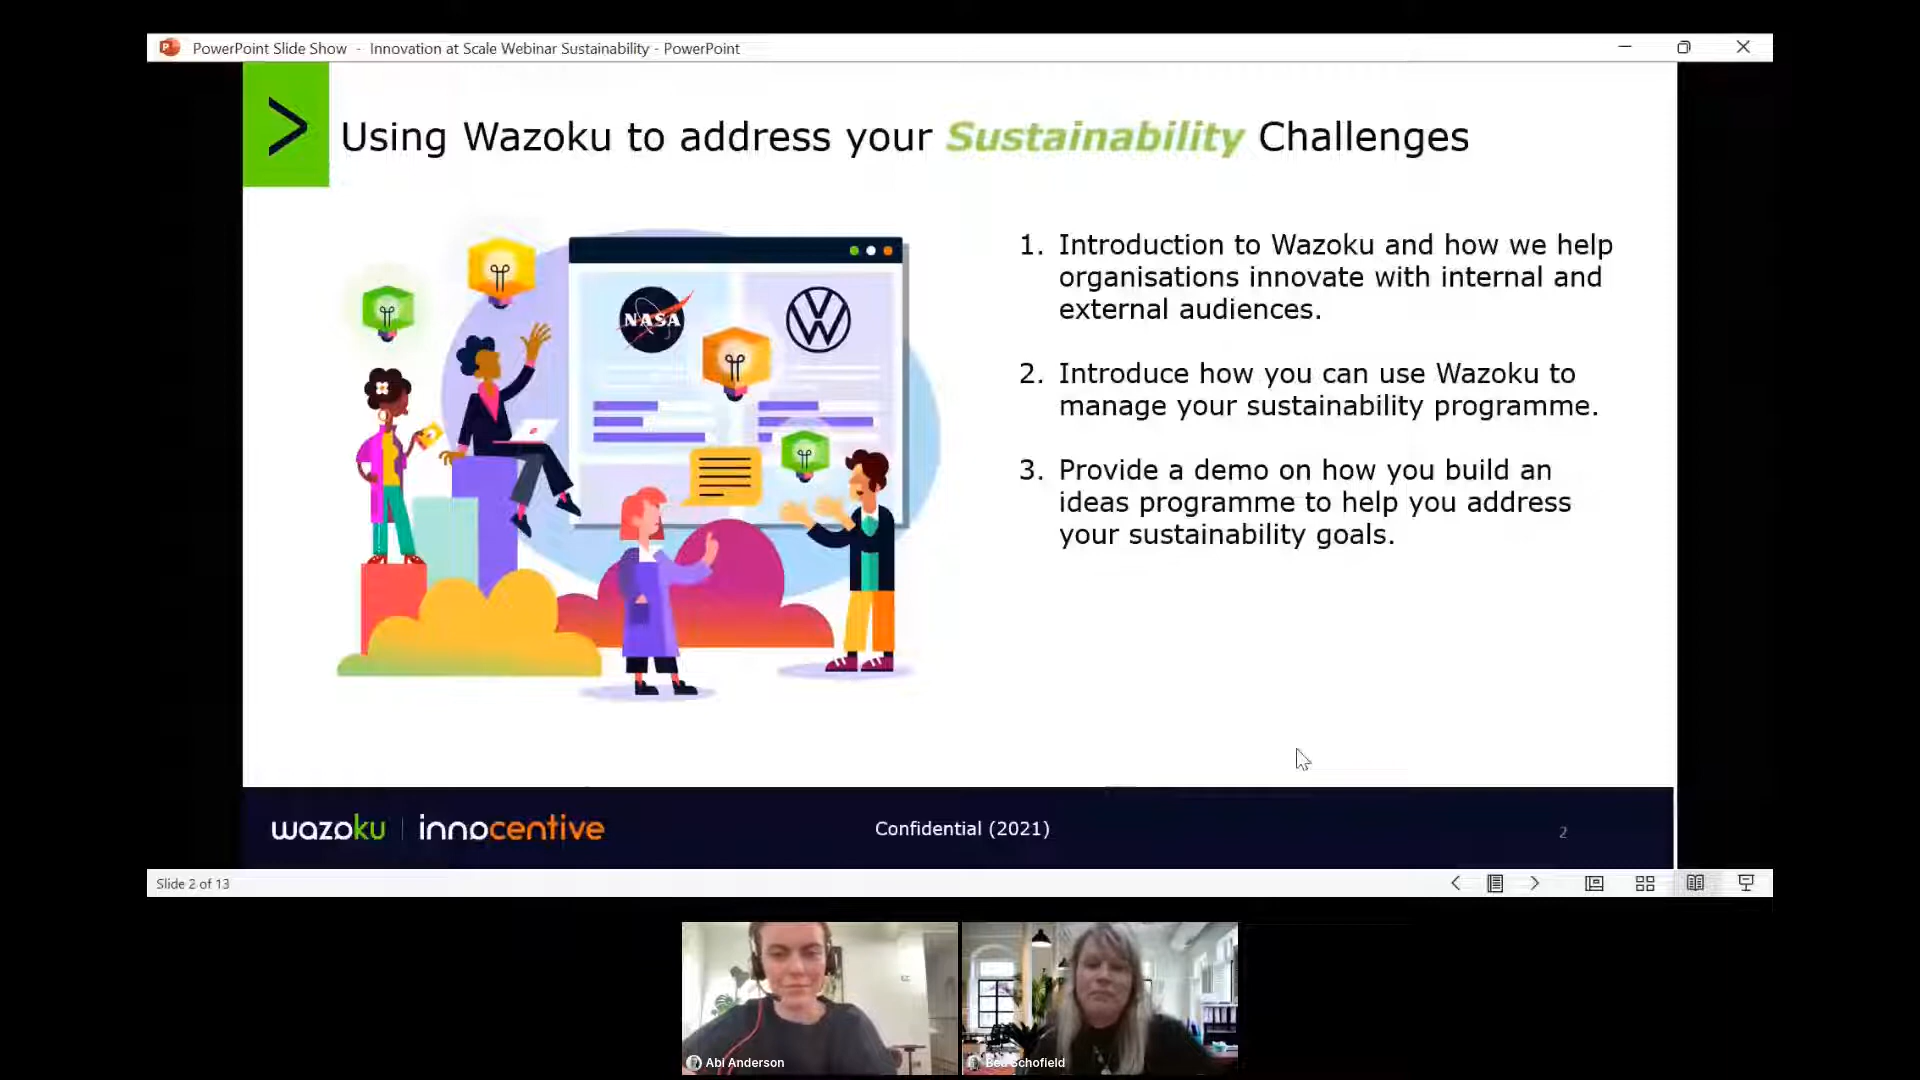 PowerPoint Slide Show - Innovation at Scale Webinar Sustainability - PowerPoint
Using Wazoku to address your Sustainability Challenges
NASA
1. Introduction to Wazoku and how we help
organisations innovate with internal and
external audiences.
2. Introduce how you can use Wazoku to
manage your sustainability programme.
3. Provide a demo on how you build an
ideas programme to help you address
your sustainability goals.
wazoku | innocentive
Confidential (2021)
2
Slide 2 of 13
Abi Anderson
Schofield